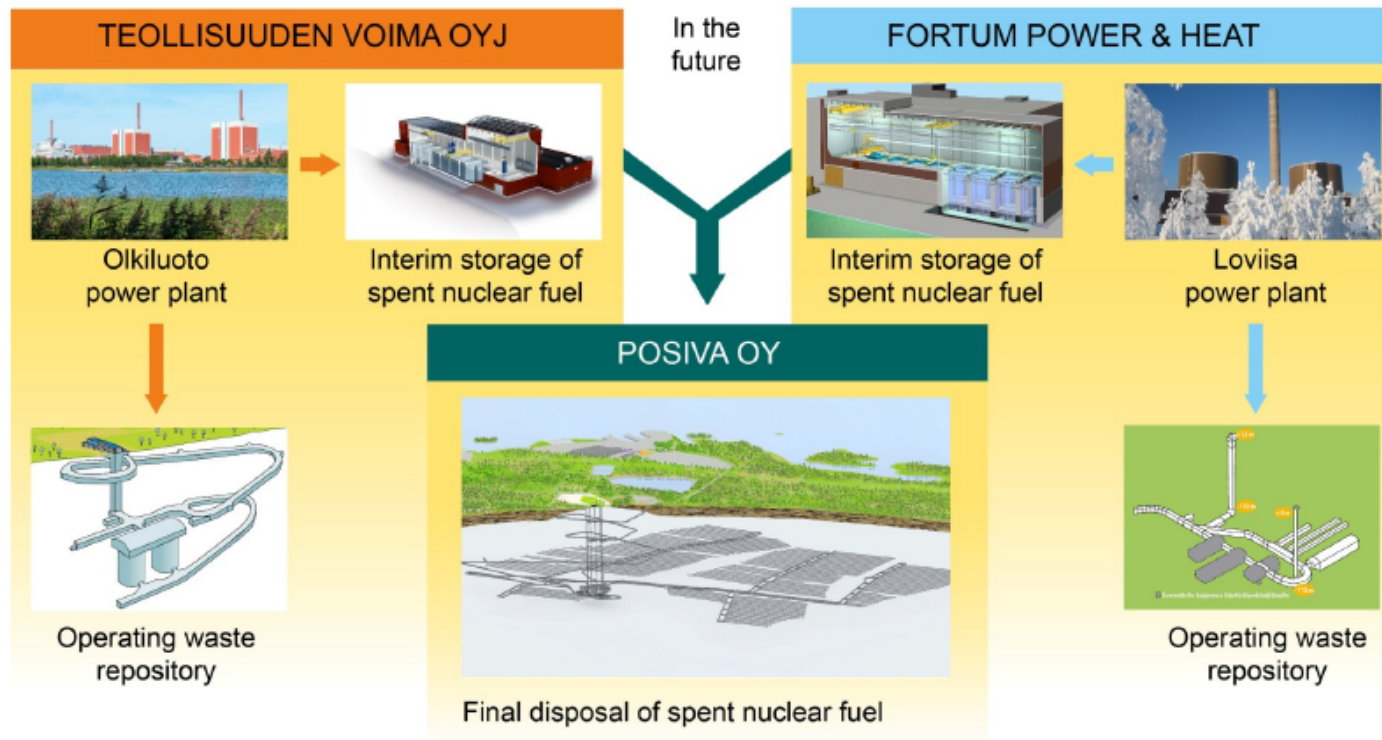 TEOLLISUUDEN VOIMA OYJ
In the
future
FORTUM POWER & HEAT
Olkiluoto
power plant
Interim storage of
spent nuclear fuel
Interim storage of
spent nuclear fuel
Loviisa
power plant
POSIVA OY
Operating waste
repository
Final disposal of spent nuclear fuel
Operating waste
repository